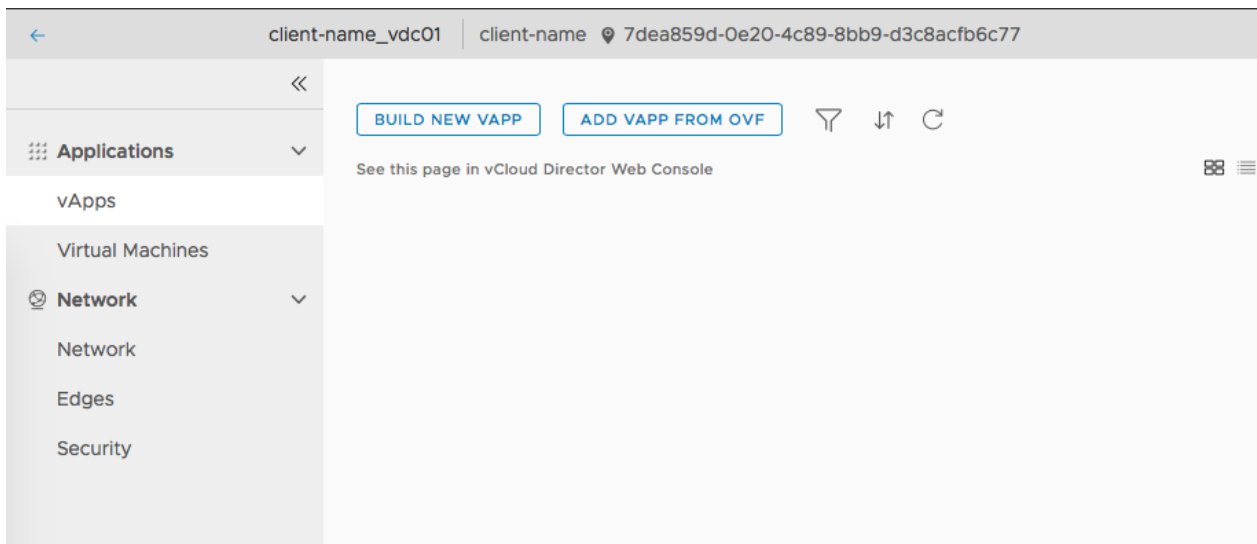 client-name_vdc01 client-name 7dea859d-0e20-4c89-8bb9-d3c8acfb6c77
BUILD NEW VAPP ADD VAPP FROM OVF
Applications
See this page in vCloud Director Web Console
vApps
Virtual Machines
Network
Network
Edges
Security